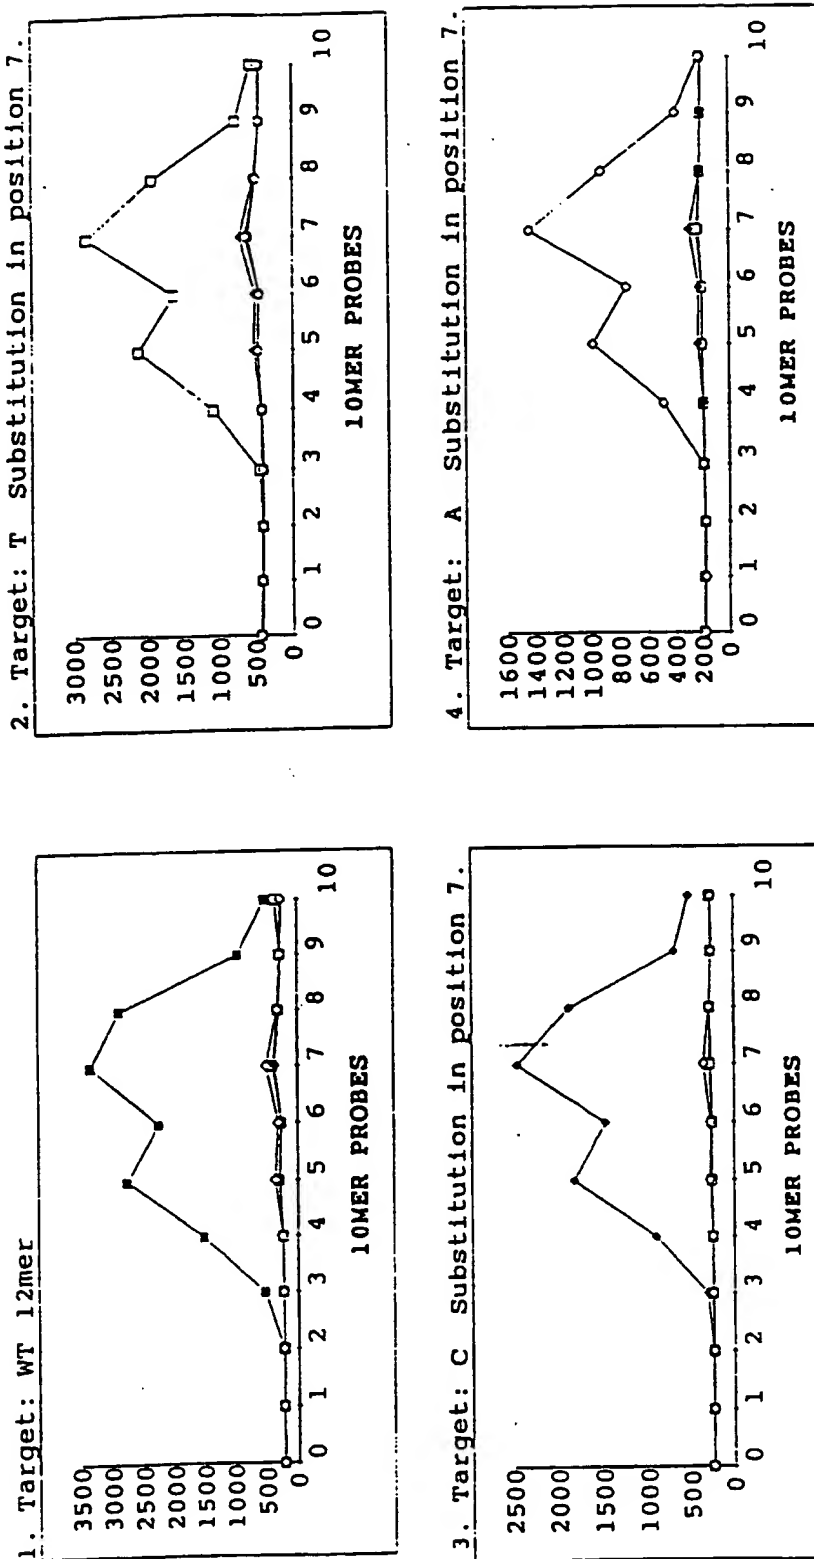 1. Target: WT 12mer
3500
3000
2500
2000
1500
1000
500
0
0 1 2 3 4 5 6 7 8 9 10
10MER PROBES
2. Target: T Substitution in position 7.
3000
2500
2000
1500
1000
500
0
0 1 2 3 4 5 6 7 8 9 10
10MER PROBES
3. Target: C Substitution in position 7.
2500
2000
1500
1000
500
0
0 1 2 3 4 5 6 7 8 9 10
10MER PROBES
4. Target: A Substitution in position 7.
1600
1400
1200
1000
800
600
400
200
0
0 1 2 3 4 5 6 7 8 9 10
10MER PROBES